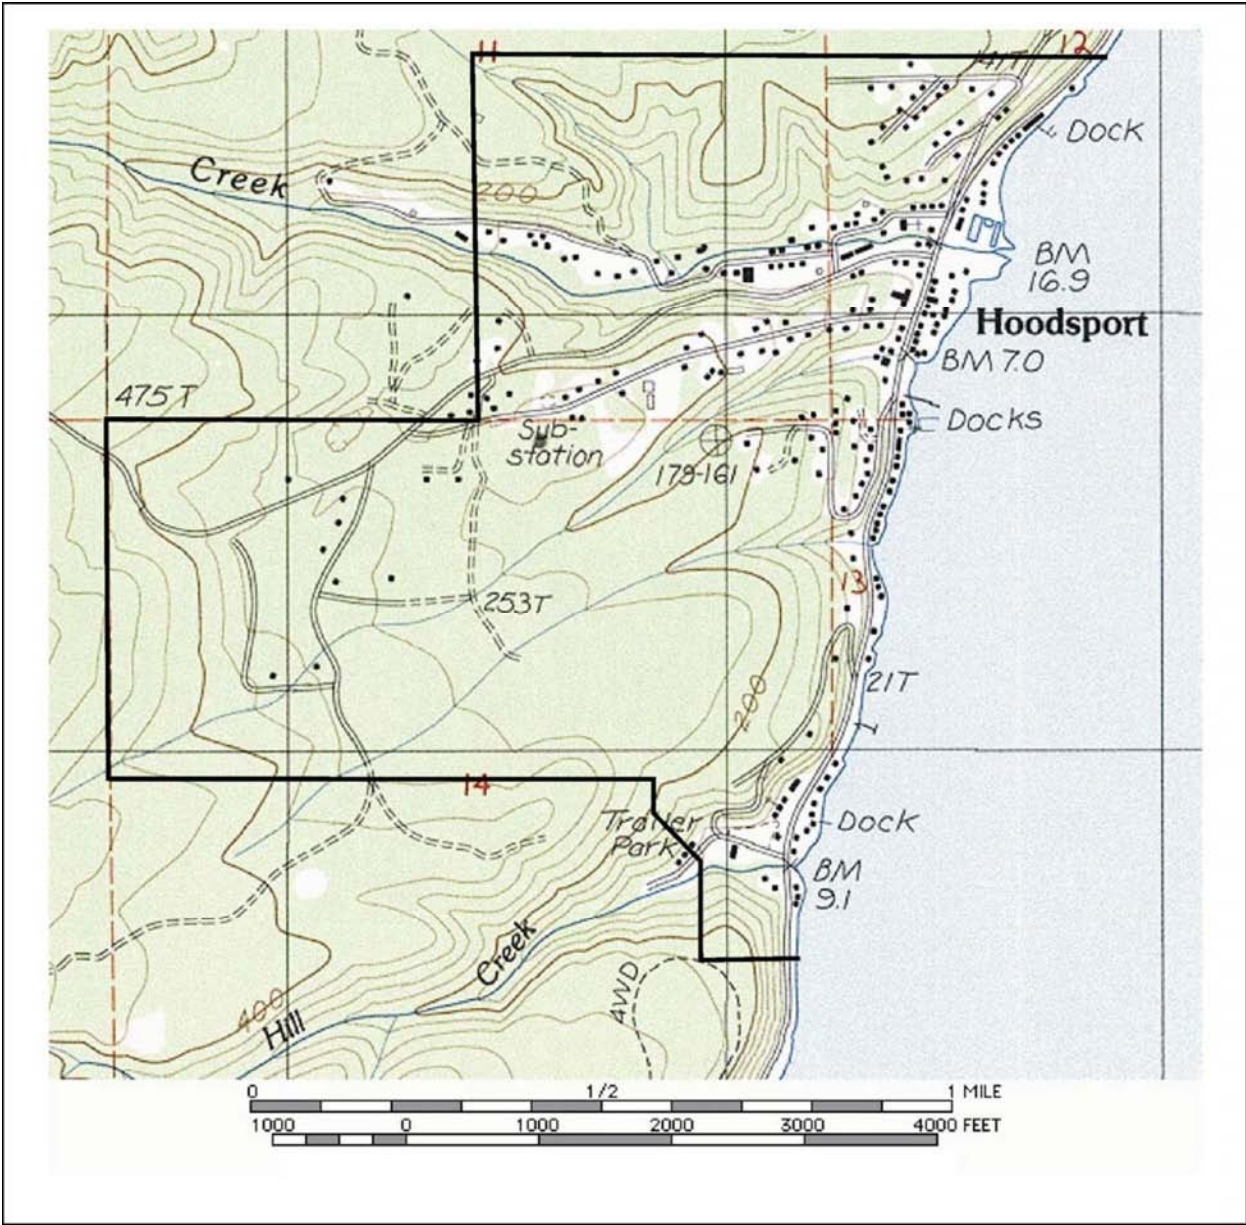 11
12
41T
DOCK
Creek
200
BM
16.9
Hoodsport
BM 7.0
475T
Docks
Sub-
station
179-161
13
253T
21T
200
14
Trailer
Park
DOCK
BM
9.1
Creek
4WD
400
Hill
0 1/2 1 MILE
1000 0 1000 2000 3000 4000 FEET